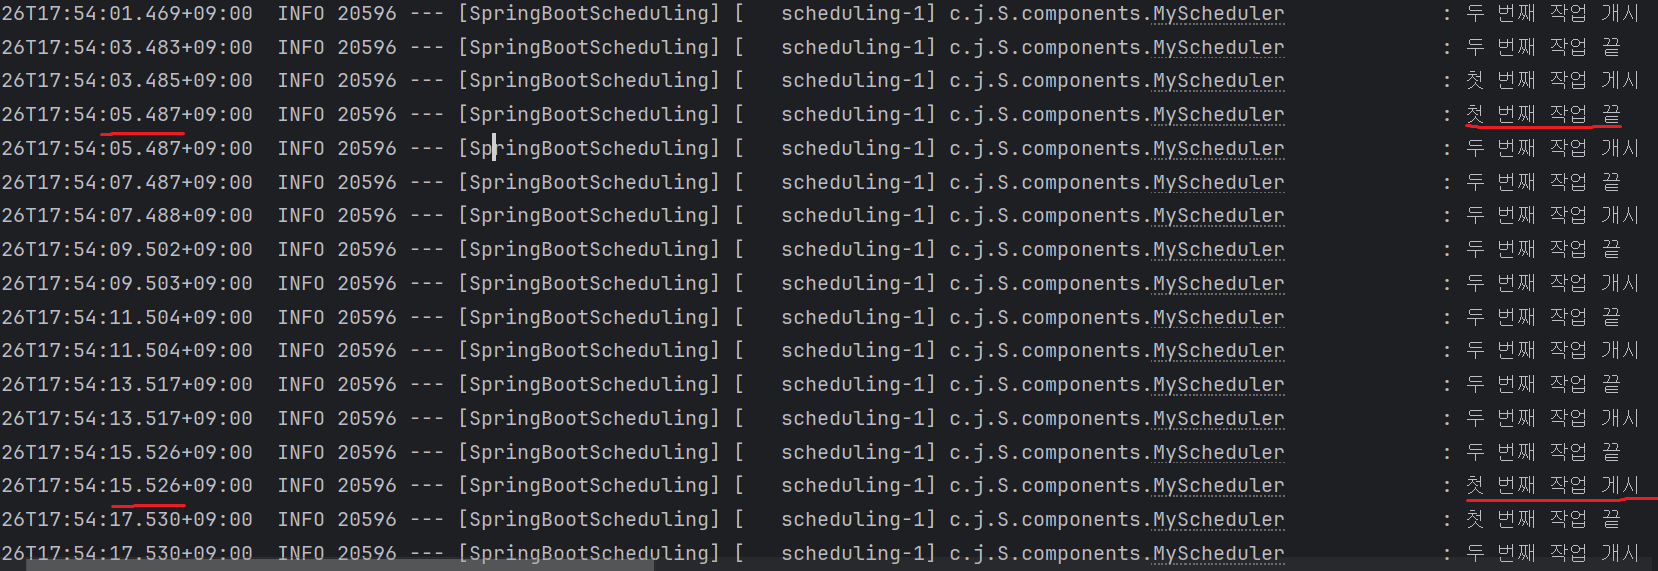 26T17:54:01.469+09:00  INFO 20596 --- [SpringBootScheduling] [   scheduling-1] c.j.S.components.MyScheduler             : 두 번째 작업 개시
26T17:54:03.483+09:00  INFO 20596 --- [SpringBootScheduling] [   scheduling-1] c.j.S.components.MyScheduler             : 두 번째 작업 끝
26T17:54:03.485+09:00  INFO 20596 --- [SpringBootScheduling] [   scheduling-1] c.j.S.components.MyScheduler             : 첫 번째 작업 게시
26T17:54:05.487+09:00  INFO 20596 --- [SpringBootScheduling] [   scheduling-1] c.j.S.components.MyScheduler             : 첫 번째 작업 끝
26T17:54:05.487+09:00  INFO 20596 --- [SpringBootScheduling] [   scheduling-1] c.j.S.components.MyScheduler             : 두 번째 작업 개시
26T17:54:07.487+09:00  INFO 20596 --- [SpringBootScheduling] [   scheduling-1] c.j.S.components.MyScheduler             : 두 번째 작업 끝
26T17:54:07.488+09:00  INFO 20596 --- [SpringBootScheduling] [   scheduling-1] c.j.S.components.MyScheduler             : 두 번째 작업 개시
26T17:54:09.502+09:00  INFO 20596 --- [SpringBootScheduling] [   scheduling-1] c.j.S.components.MyScheduler             : 두 번째 작업 끝
26T17:54:09.503+09:00  INFO 20596 --- [SpringBootScheduling] [   scheduling-1] c.j.S.components.MyScheduler             : 두 번째 작업 개시
26T17:54:11.504+09:00  INFO 20596 --- [SpringBootScheduling] [   scheduling-1] c.j.S.components.MyScheduler             : 두 번째 작업 끝
26T17:54:11.504+09:00  INFO 20596 --- [SpringBootScheduling] [   scheduling-1] c.j.S.components.MyScheduler             : 두 번째 작업 개시
26T17:54:13.517+09:00  INFO 20596 --- [SpringBootScheduling] [   scheduling-1] c.j.S.components.MyScheduler             : 두 번째 작업 끝
26T17:54:13.517+09:00  INFO 20596 --- [SpringBootScheduling] [   scheduling-1] c.j.S.components.MyScheduler             : 두 번째 작업 개시
26T17:54:15.526+09:00  INFO 20596 --- [SpringBootScheduling] [   scheduling-1] c.j.S.components.MyScheduler             : 두 번째 작업 끝
26T17:54:15.526+09:00  INFO 20596 --- [SpringBootScheduling] [   scheduling-1] c.j.S.components.MyScheduler             : 첫 번째 작업 게시
26T17:54:17.530+09:00  INFO 20596 --- [SpringBootScheduling] [   scheduling-1] c.j.S.components.MyScheduler             : 첫 번째 작업 끝
26T17:54:17.530+09:00  INFO 20596 --- [SpringBootScheduling] [   scheduling-1] c.j.S.components.MyScheduler             : 두 번째 작업 개시